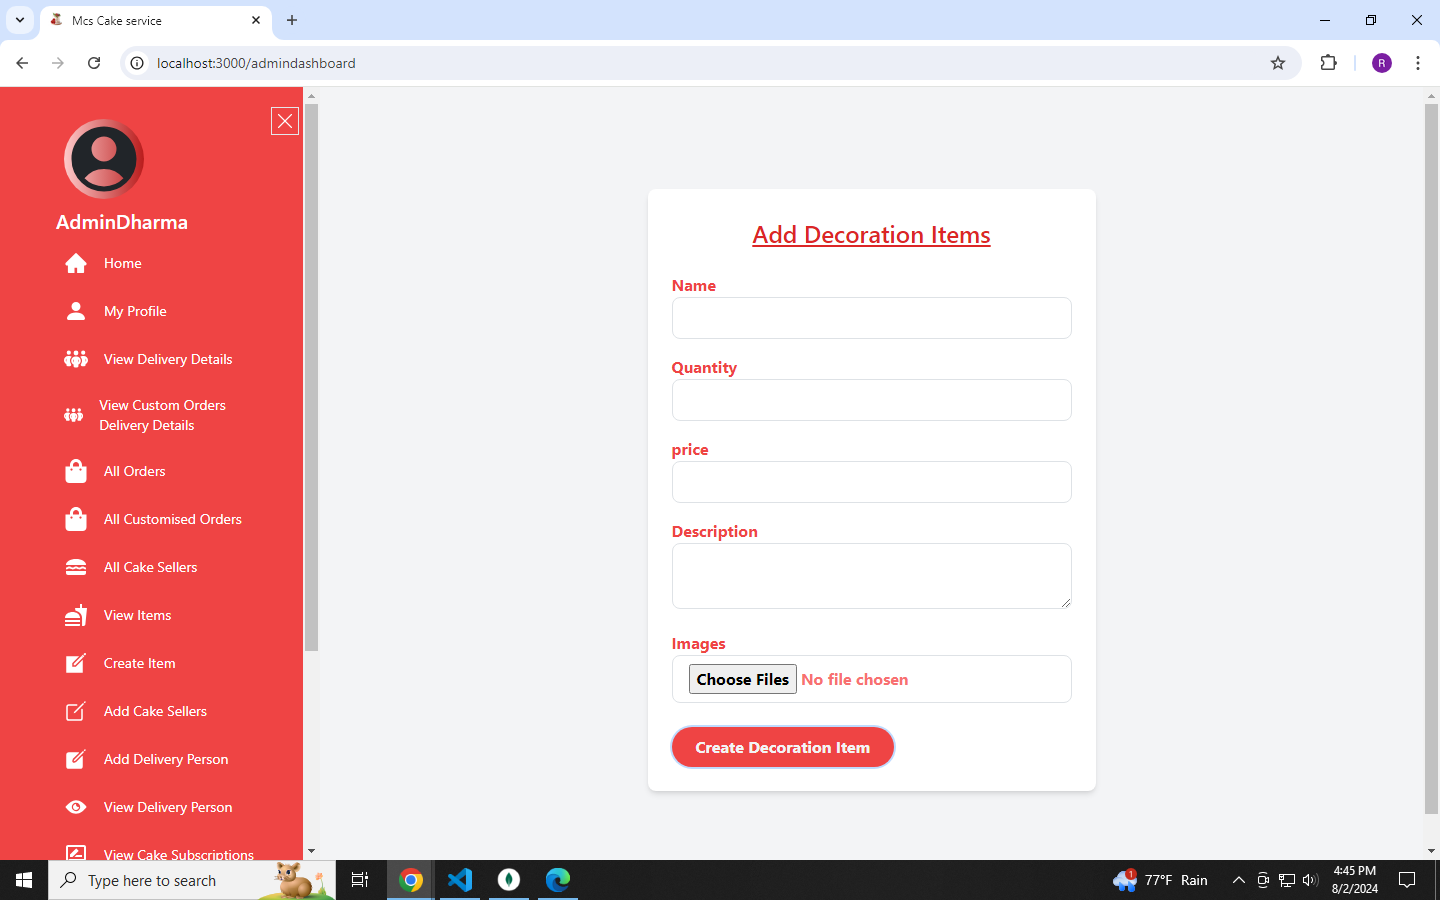 Mcs Cake service
localhost:3000/admindashboard
R
AdminDharma
Home
My Profile
View Delivery Details
View Custom Orders
Delivery Details
All Orders
All Customised Orders
All Cake Sellers
View Items
Create Item
Add Cake Sellers
Add Delivery Person
View Delivery Person
View Cake Subscriptions
Add Decoration Items
Name
Quantity
price
Description
Images
Choose Files No file chosen
Create Decoration Item
Type here to search
1
77°F Rain
4:45 PM
8/2/2024